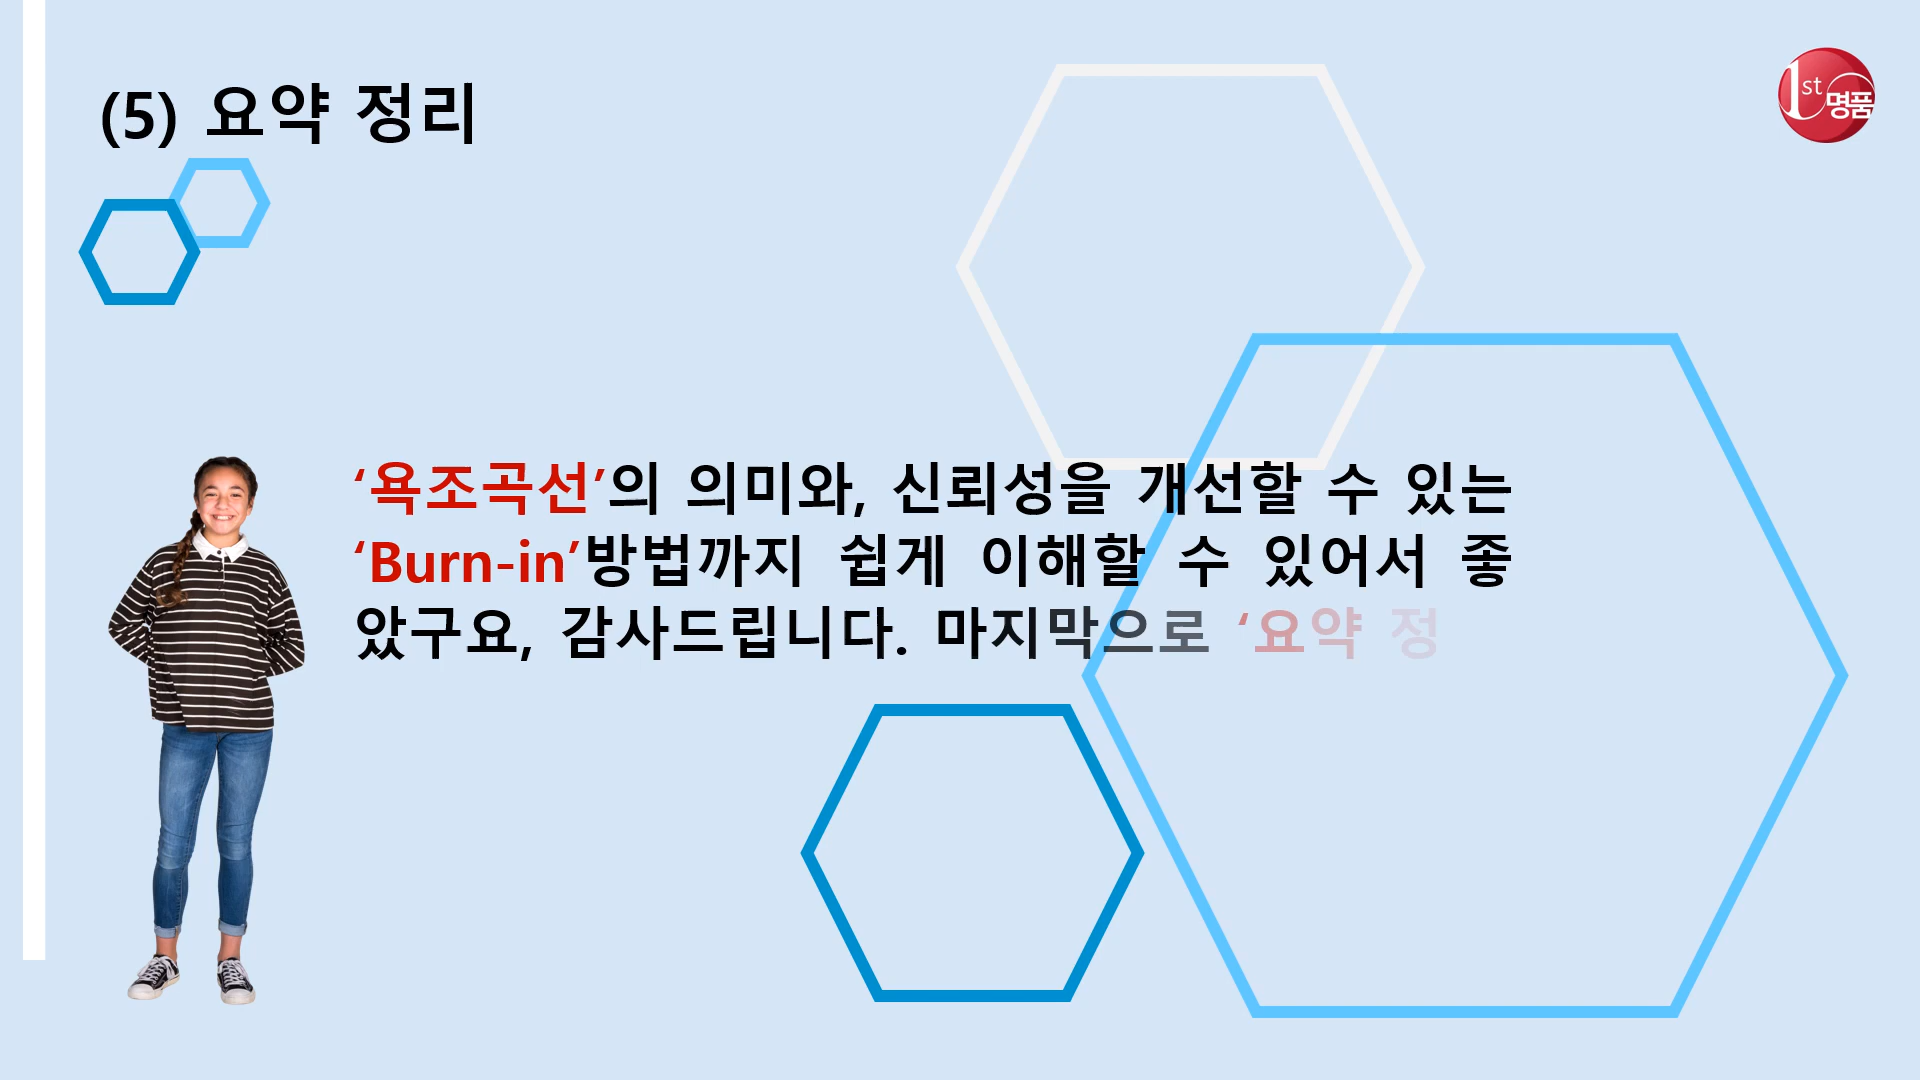 (5) 요약 정리
1st
명품
‘욕조곡선’의 의미와, 신뢰성을 개선할 수 있는
‘Burn-in’방법까지 쉽게 이해할 수 있어서 좋
았구요, 감사드립니다. 마지막으로 ‘요약 정